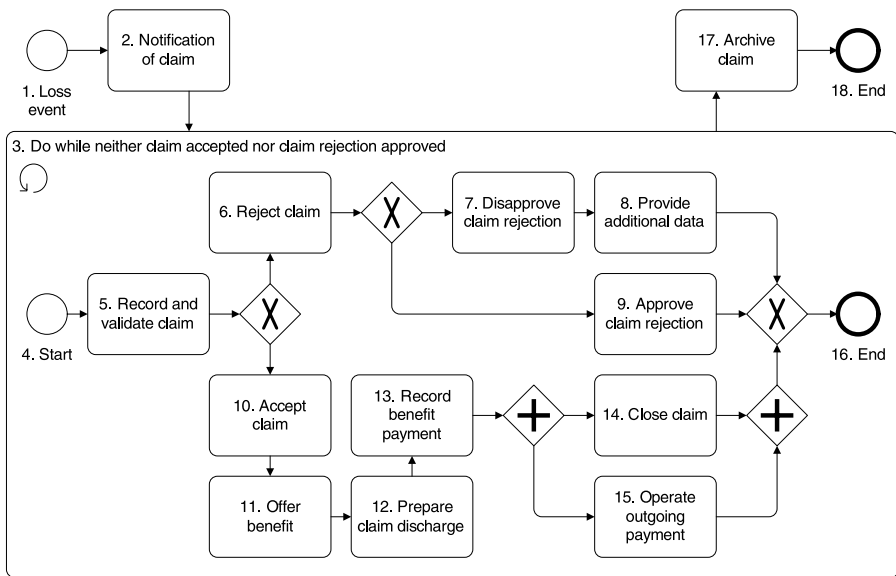 2. Notification
of claim
17. Archive
claim
1. Loss
event
18. End
3. Do while neither claim accepted nor claim rejection approved
6. Reject claim
7. Disapprove
claim rejection
8. Provide
additional data
5. Record and
validate claim
9. Approve
claim rejection
4. Start
16. End
10. Accept
claim
13. Record
benefit
payment
14. Close claim
11. Offer
benefit
12. Prepare
claim discharge
15. Operate
outgoing
payment